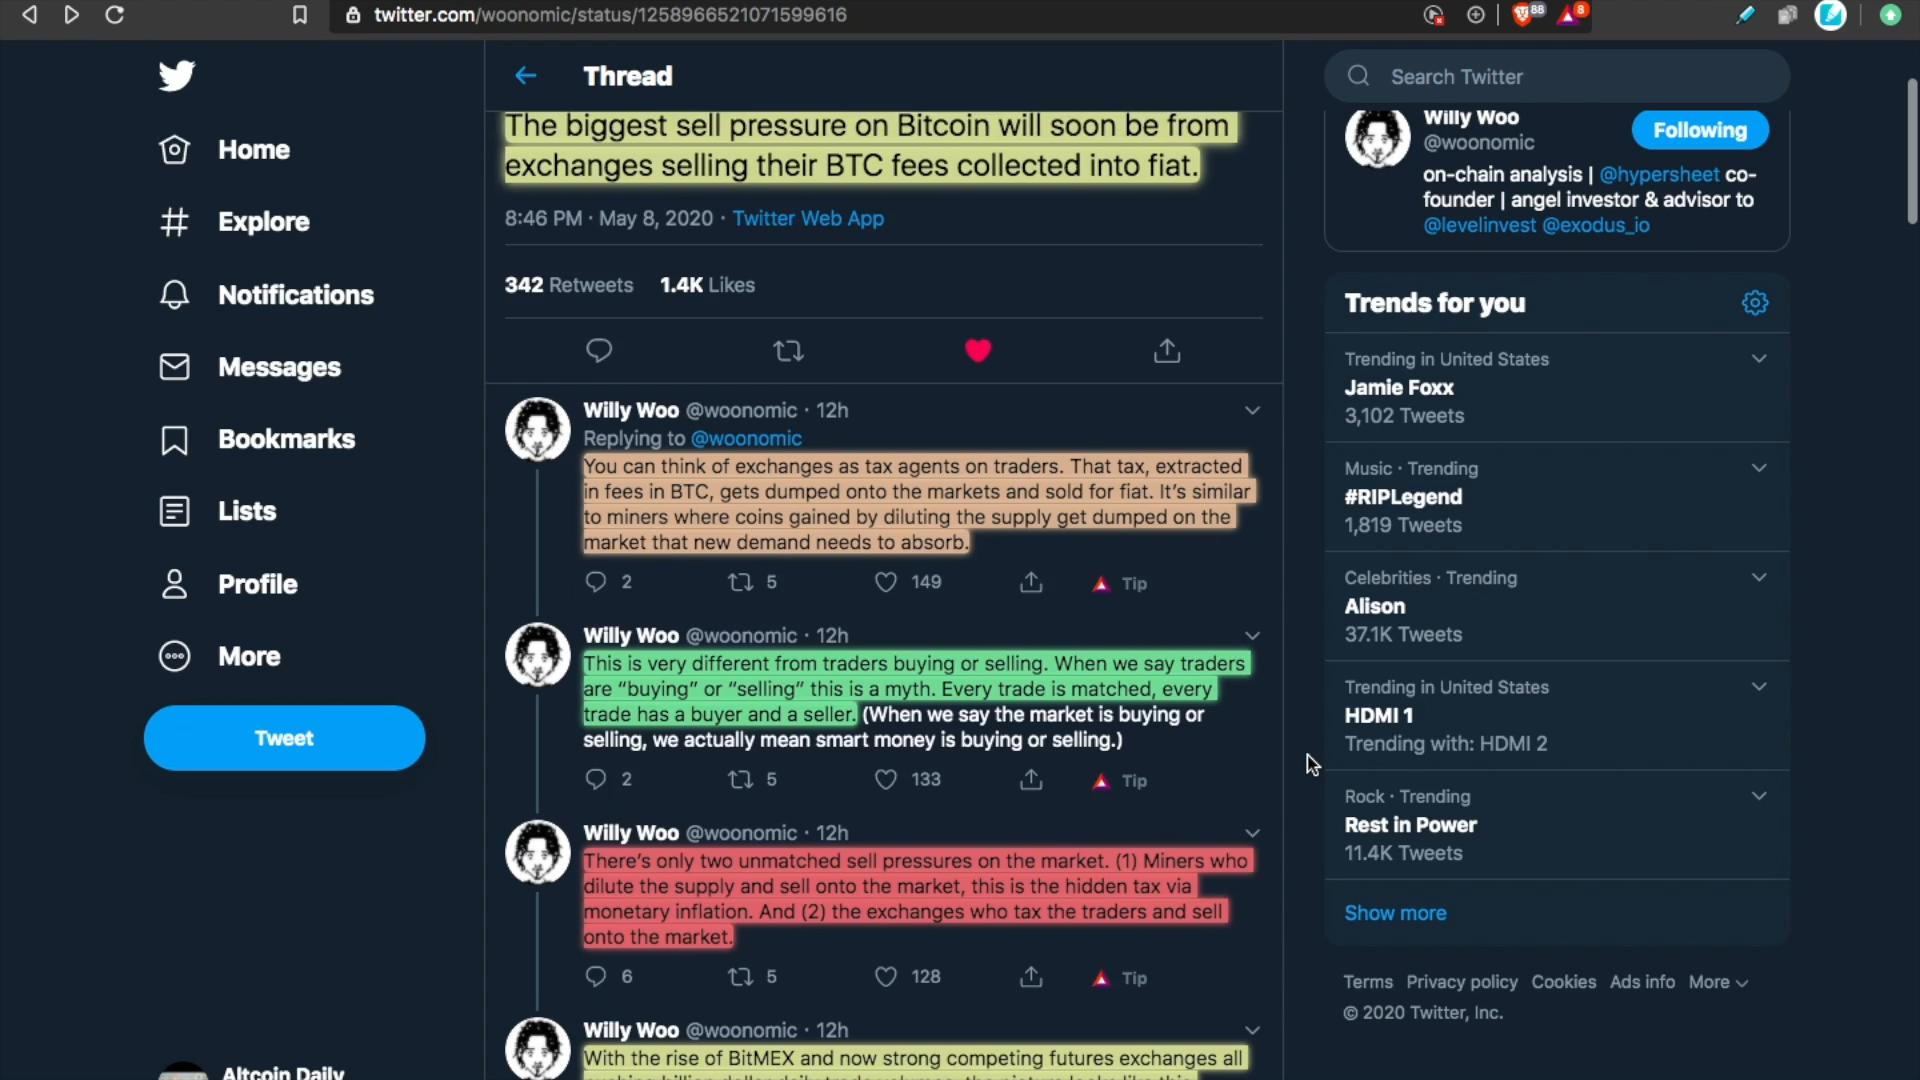 twitter.com/woonomic/status/1258966521071599616
88
8
Home
Explore
Notifications
Messages
Bookmarks
Lists
Profile
More
Tweet
Altcoin Daily
Thread
The biggest sell pressure on Bitcoin will soon be from
exchanges selling their BTC fees collected into fiat.
8:46 PM · May 8, 2020 · Twitter Web App
342 Retweets 1.4K Likes
Willy Woo @woonomic · 12h
Replying to @woonomic
You can think of exchanges as tax agents on traders. That tax, extracted
in fees in BTC, gets dumped onto the markets and sold for fiat. It's similar
to miners where coins gained by diluting the supply get dumped on the
market that new demand needs to absorb.
2 5 149 Tip
Willy Woo @woonomic · 12h
This is very different from traders buying or selling. When we say traders
are “buying” or “selling” this is a myth. Every trade is matched, every
trade has a buyer and a seller. (When we say the market is buying or
selling, we actually mean smart money is buying or selling.)
2 5 133 Tip
Willy Woo @woonomic · 12h
There's only two unmatched sell pressures on the market. (1) Miners who
dilute the supply and sell onto the market, this is the hidden tax via
monetary inflation. And (2) the exchanges who tax the traders and sell
onto the market.
6 5 128 Tip
Willy Woo @woonomic · 12h
With the rise of BitMEX and now strong competing futures exchanges all
Search Twitter
Willy Woo
@woonomic
Following
on-chain analysis | @hypersheet co-
founder | angel investor & advisor to
@levelinvest @exodus_io
Trends for you
Trending in United States
Jamie Foxx
3,102 Tweets
Music · Trending
#RIPLegend
1,819 Tweets
Celebrities · Trending
Alison
37.1K Tweets
Trending in United States
HDMI 1
Trending with: HDMI 2
Rock · Trending
Rest in Power
11.4K Tweets
Show more
Terms Privacy policy Cookies Ads info More
© 2020 Twitter, Inc.